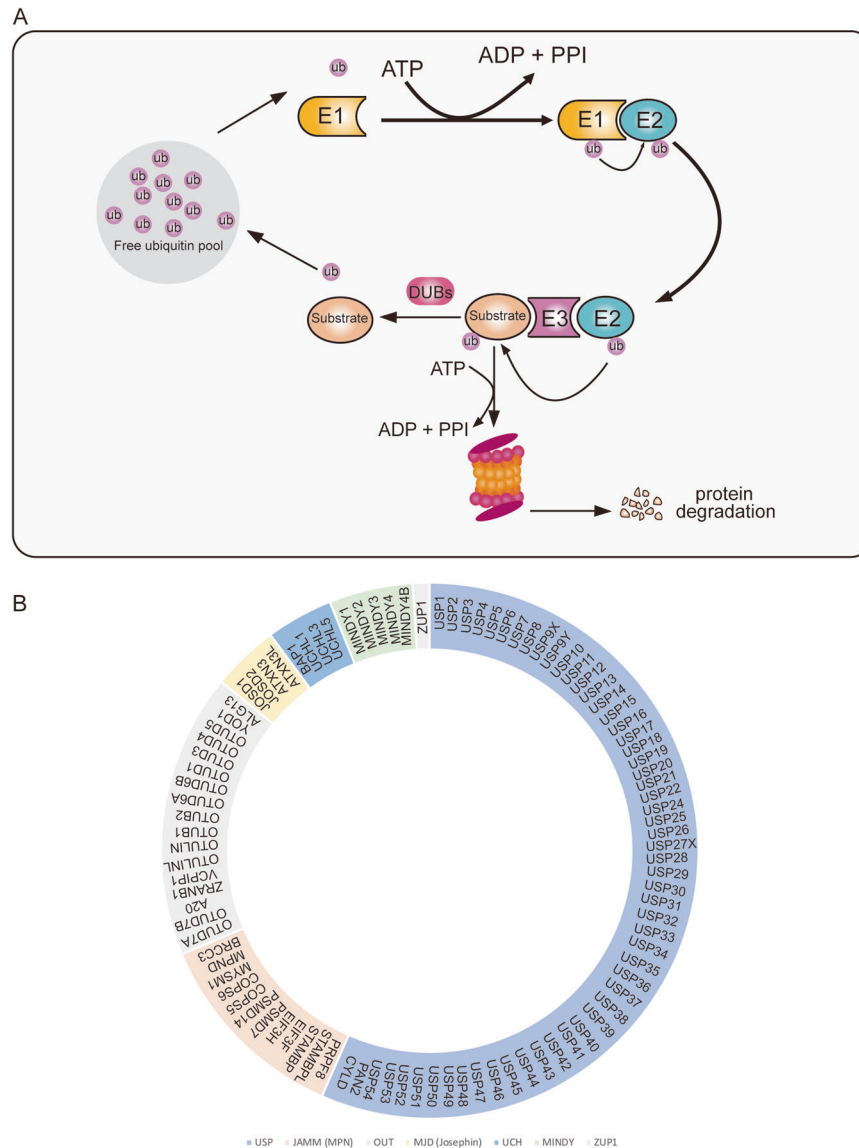 A
ub
ATP
ADP + PPI
E1
E1
E2
ub
ub
ub
ub
ub
ub
ub
ub
ub
ub
ub
ub
ub
ub
Free ubiquitin pool
ub
DUBs
Substrate
Substrate
E3
E2
ub
ub
ATP
ADP + PPI
protein
degradation
B
USP1
USP2
USP3
USP4
USP5
USP6
USP7
USP8
USP9X
USP9Y
USP10
USP11
USP12
USP13
USP14
USP15
USP16
USP17
USP18
USP19
USP20
USP21
USP22
USP24
USP25
USP26
USP27X
USP28
USP29
USP30
USP31
USP32
USP33
USP34
USP35
USP36
USP37
USP38
USP39
USP40
USP41
USP42
USP43
USP44
USP45
USP46
USP47
USP48
USP49
USP50
USP51
USP52
USP53
USP54
PAN2
CYLD
PRPF8
STAMBPL
STAMBP
EIF3F
EIF3H
PSMD7
PSMD14
COPS5
COPS6
MYSM1
MPND
BRCC3
OTUD7A
OTUD7B
A20
ZRANB1
VCPIP1
OTULINL
OTULIN
OTUB1
OTUB2
OTUD6A
OTUD6B
OTUD1
OTUD3
OTUD4
OTUD5
YOD1
ALG13
JOSD1
JOSD2
ATXN3
ATXN3L
BAP1
UCHL1
UCHL3
UCHL5
MINDY1
MINDY2
MINDY3
MINDY4
MINDY4B
ZUP1
USP JAMM (MPN) OUT MJD (Josephin) UCH MINDY ZUP1